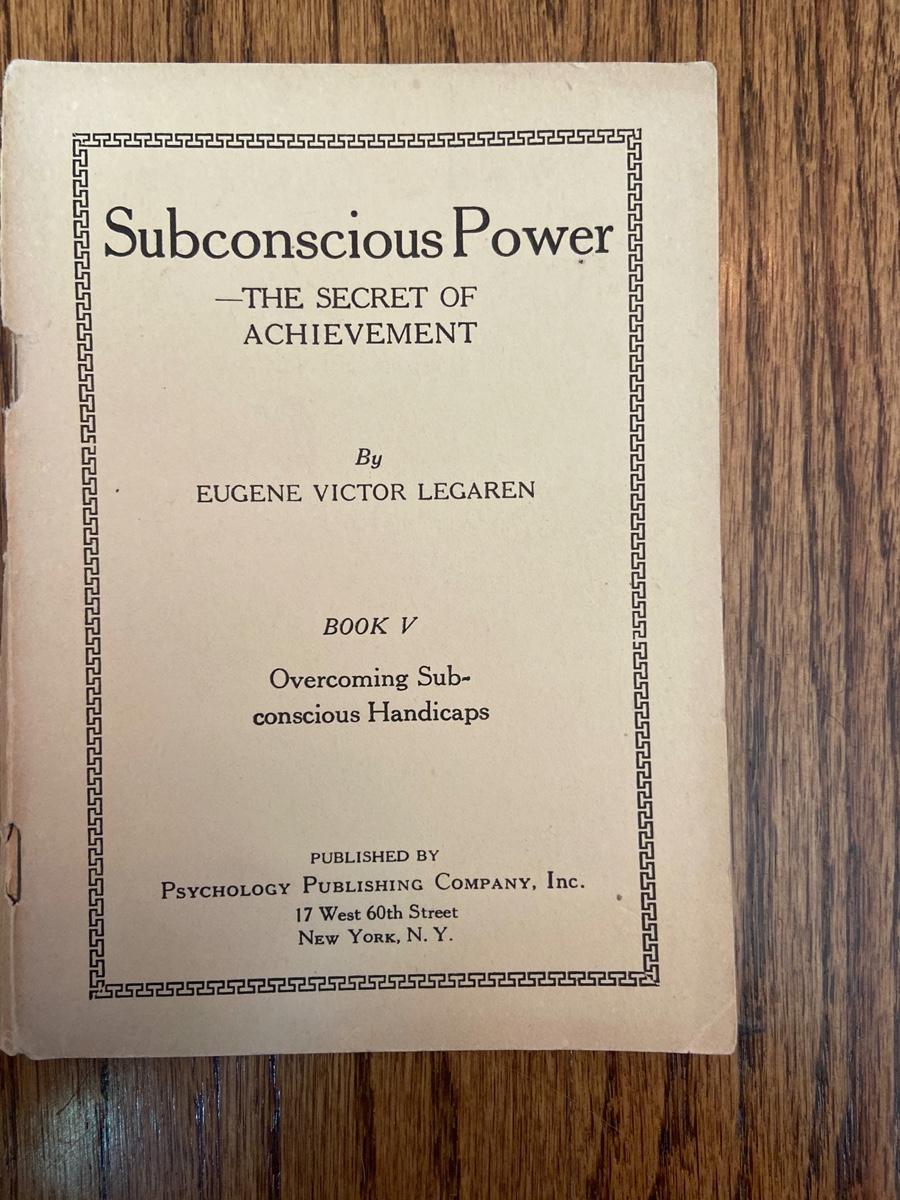 Subconscious Power
—THE SECRET OF
ACHIEVEMENT
By
EUGENE VICTOR LEGAREN
BOOK V
Overcoming Sub-
conscious Handicaps
PUBLISHED BY
PSYCHOLOGY PUBLISHING COMPANY, Inc.
17 West 60th Street
NEW YORK, N. Y.